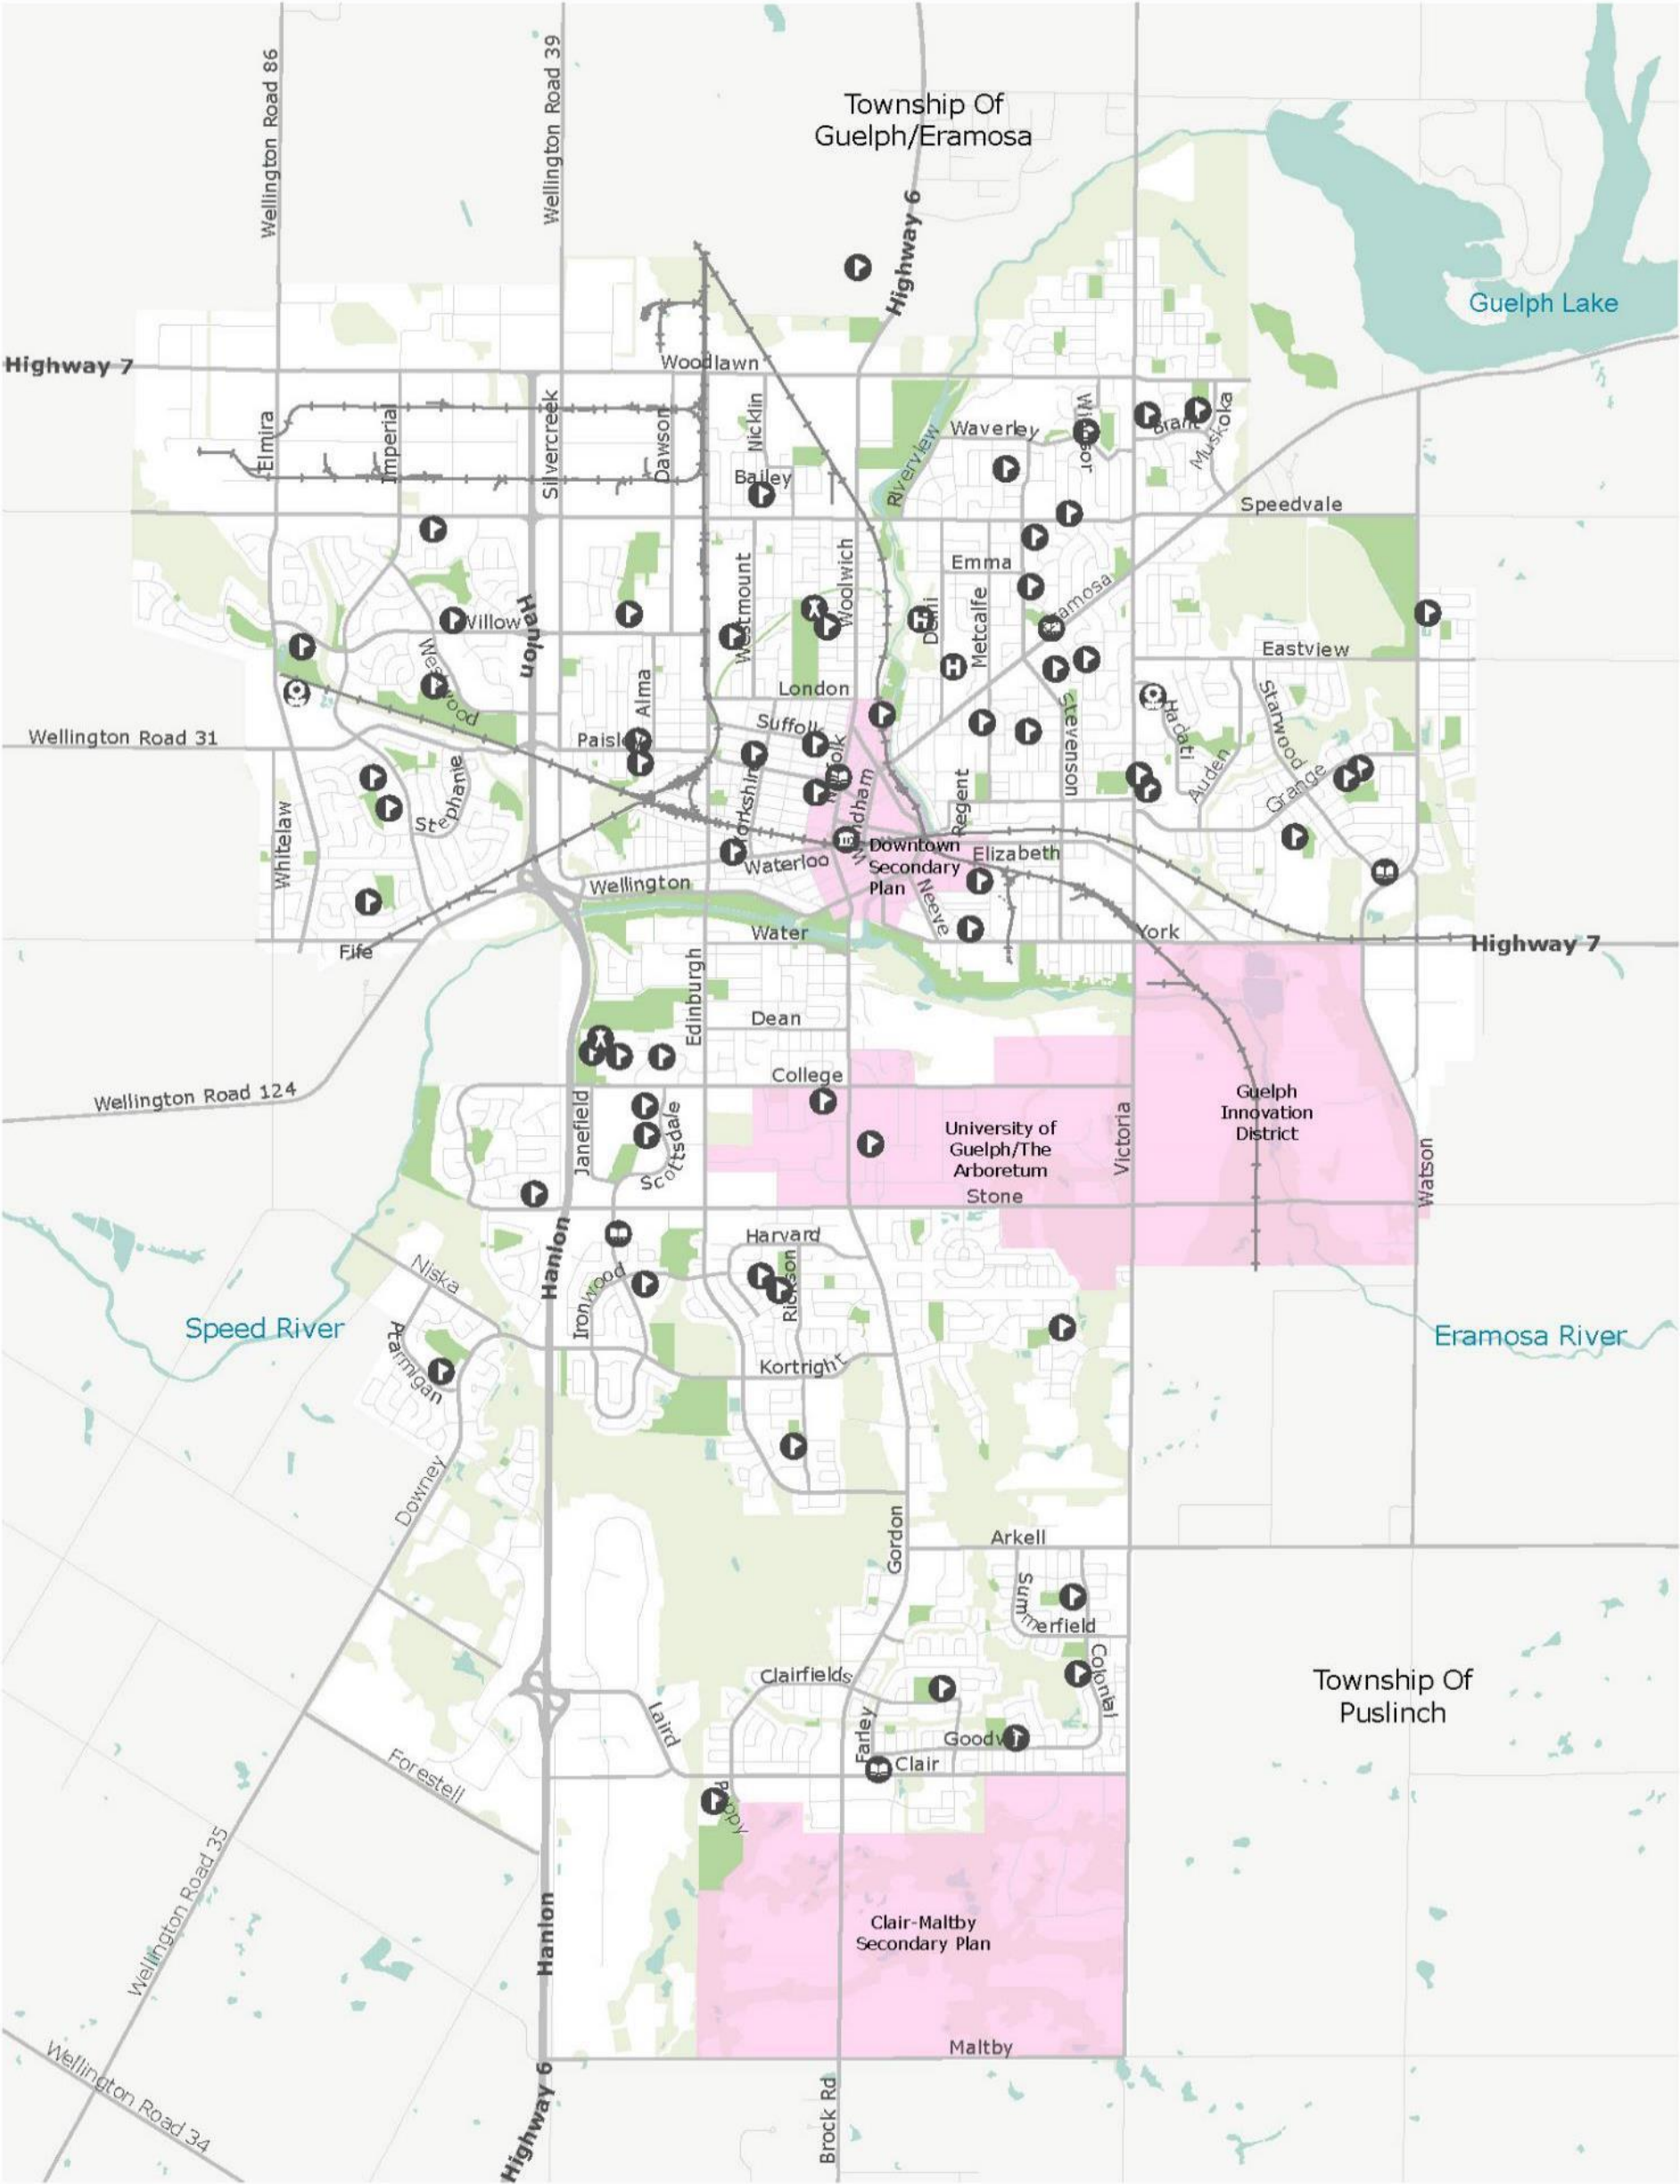 Wellington Road 86
Wellington Road 39
Township Of
Guelph/Eramosa
Highway 6
Guelph Lake
Highway 7
Woodlawn
Elmira
Imperial
Silvercreek
Dawson
Nicklin
Bailey
Riverview
Waverley
Brant
Muskoka
Speedvale
Hanlon
Willow
Westmount
Woolwich
Emma
Metcalfe
Eastview
London
Alma
Suffolk
Stevenson
Hadati
Starwood
Wellington Road 31
Stephanie
Whitelaw
Regent
Auden
Grange
Waterloo
Downtown
Secondary
Plan
Elizabeth
Neeve
Wellington
Water
York
Highway 7
Fife
Edinburgh
Dean
College
Wellington Road 124
Janefield
Scottsdale
University of
Guelph/The
Arboretum
Victoria
Guelph
Innovation
District
Watson
Stone
Harvard
Hanlon
Niska
Ironwood
Speed River
Eramosa River
Ptarmigan
Kortright
Downey
Gordon
Arkell
Summerfield
Colonial
Clairfields
Laird
Farley
Clair
Township Of
Puslinch
Forestell
Wellington Road 35
Hanlon
Clair-Maltby
Secondary Plan
Maltby
Wellington Road 34
Highway 6
Brock Rd